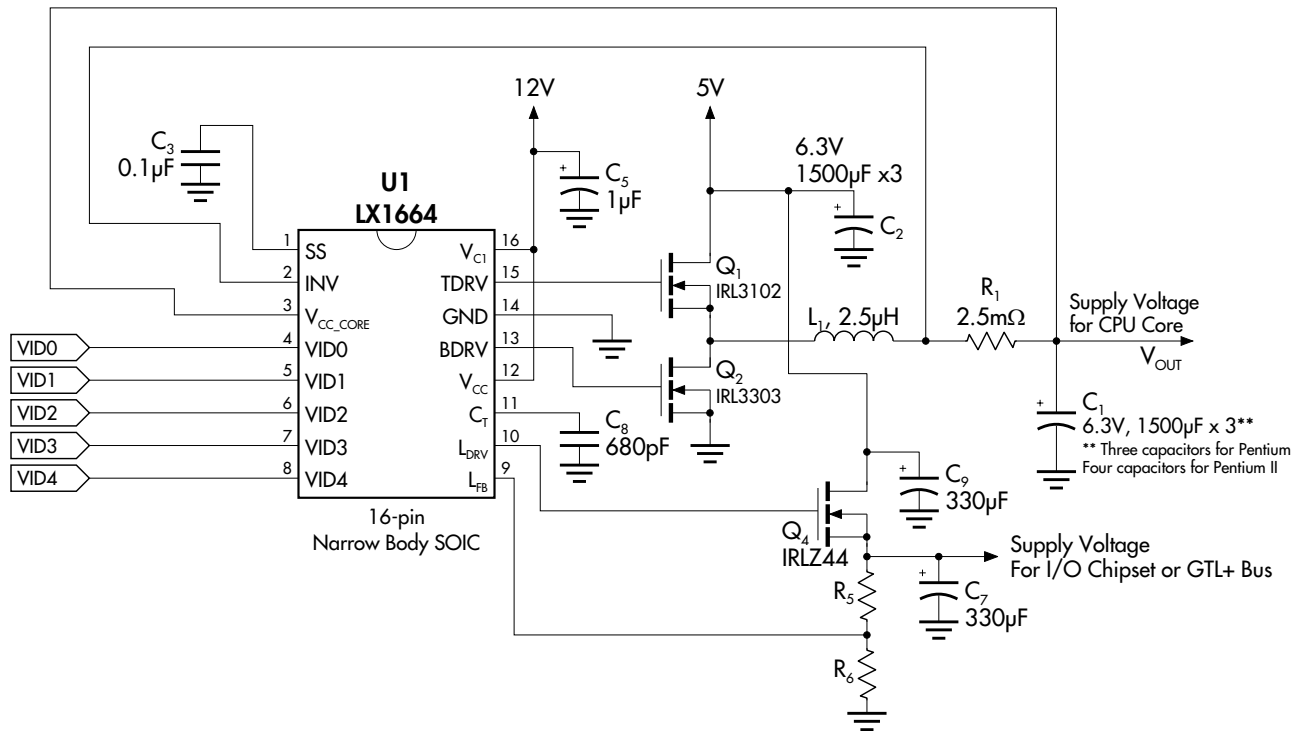 12V
5V
C3
0.1µF
6.3V
1500µF x3
C5
1µF
C2
U1
LX1664
1 SS
2 INV
3 VCC_CORE
4 VID0
5 VID1
6 VID2
7 VID3
8 VID4
VC1 16
TDRV 15
GND 14
BDRV 13
VCC 12
CT 11
LDRV 10
LFB 9
VID0
VID1
VID2
VID3
VID4
16-pin
Narrow Body SOIC
Q1
IRL3102
Q2
IRL3303
L1, 2.5µH
R1
2.5mΩ
Supply Voltage
for CPU Core
VOUT
C1
6.3V, 1500µF x 3**
** Three capacitors for Pentium
Four capacitors for Pentium II
C8
680pF
C9
330µF
Q4
IRLZ44
Supply Voltage
For I/O Chipset or GTL+ Bus
R5
C7
330µF
R6